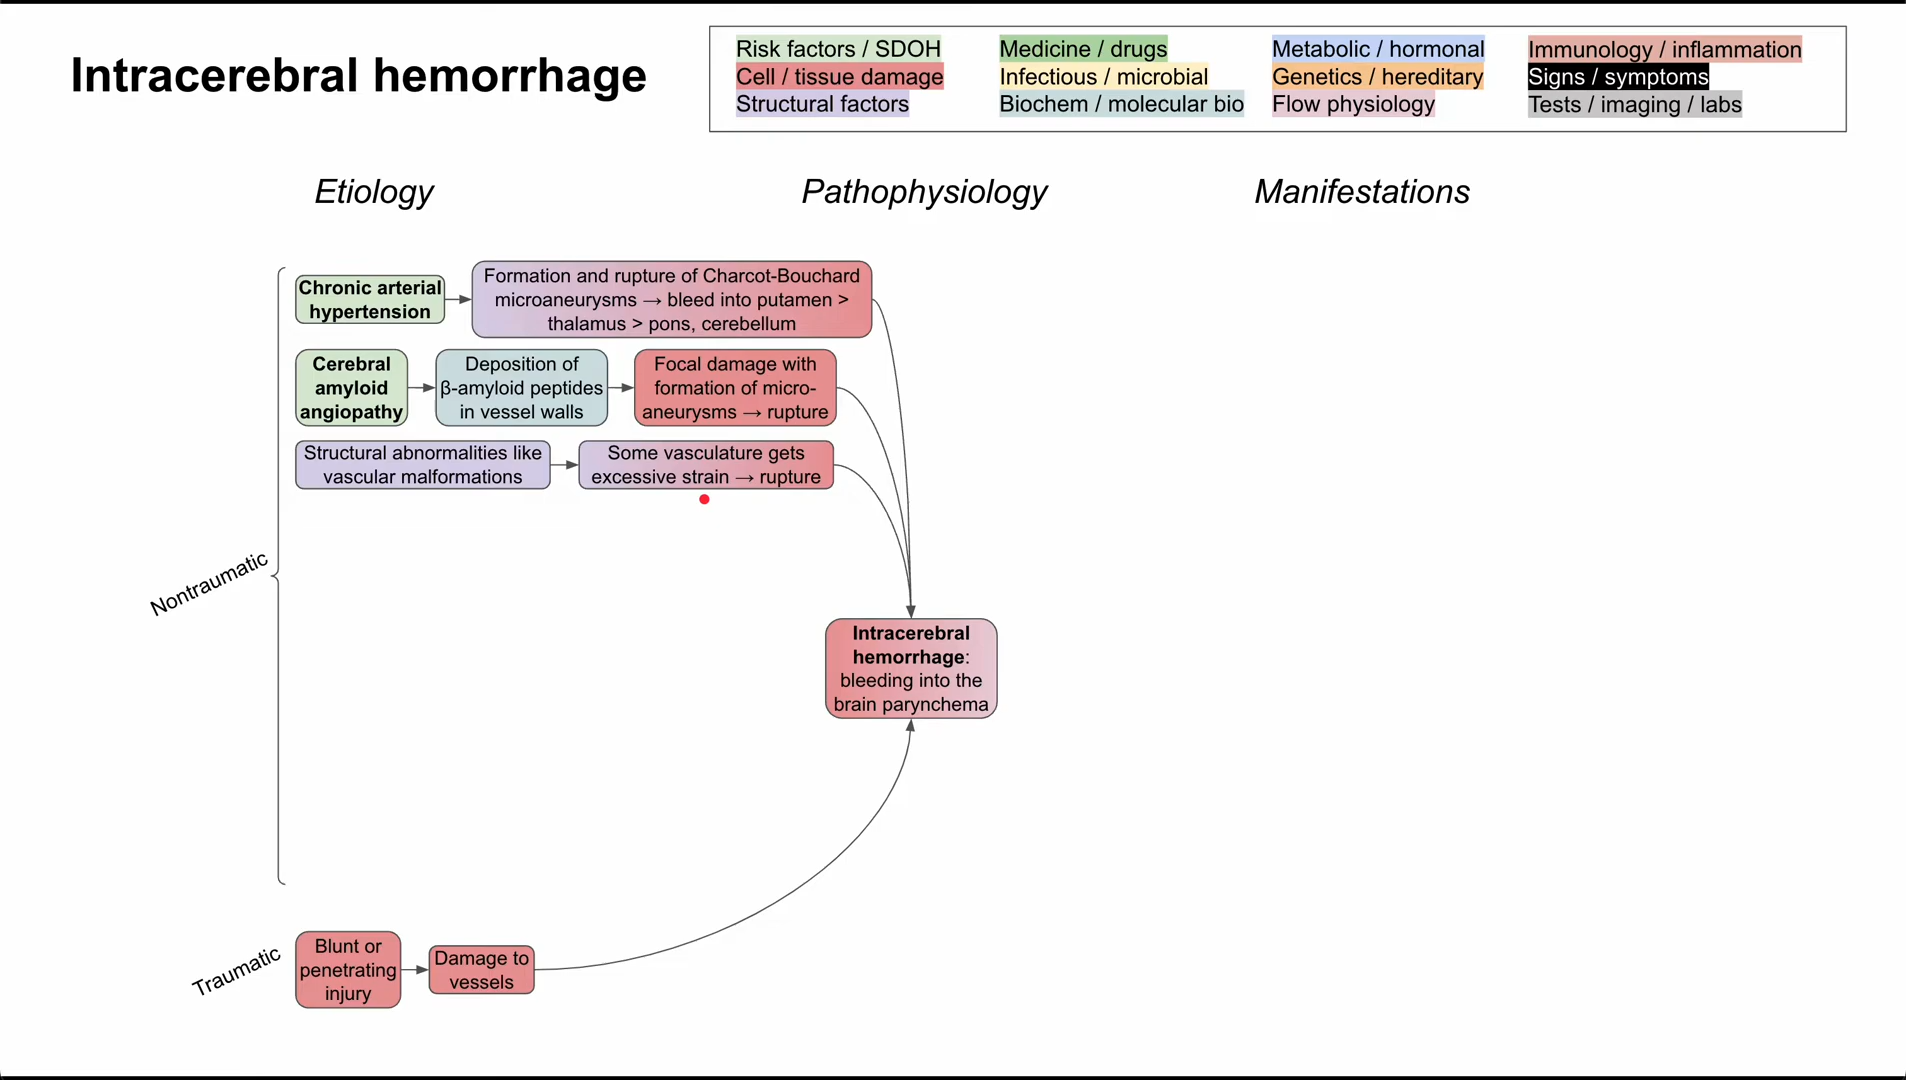 Intracerebral hemorrhage
Risk factors / SDOH
Cell / tissue damage
Structural factors
Medicine / drugs
Infectious / microbial
Biochem / molecular bio
Metabolic / hormonal
Genetics / hereditary
Flow physiology
Immunology / inflammation
Signs / symptoms
Tests / imaging / labs
Etiology
Pathophysiology
Manifestations
Nontraumatic
Chronic arterial
hypertension
Formation and rupture of Charcot-Bouchard
microaneurysms → bleed into putamen >
thalamus > pons, cerebellum
Cerebral
amyloid
angiopathy
Deposition of
β-amyloid peptides
in vessel walls
Focal damage with
formation of micro-
aneurysms → rupture
Structural abnormalities like
vascular malformations
Some vasculature gets
excessive strain → rupture
Intracerebral
hemorrhage:
bleeding into the
brain parynchema
Traumatic
Blunt or
penetrating
injury
Damage to
vessels